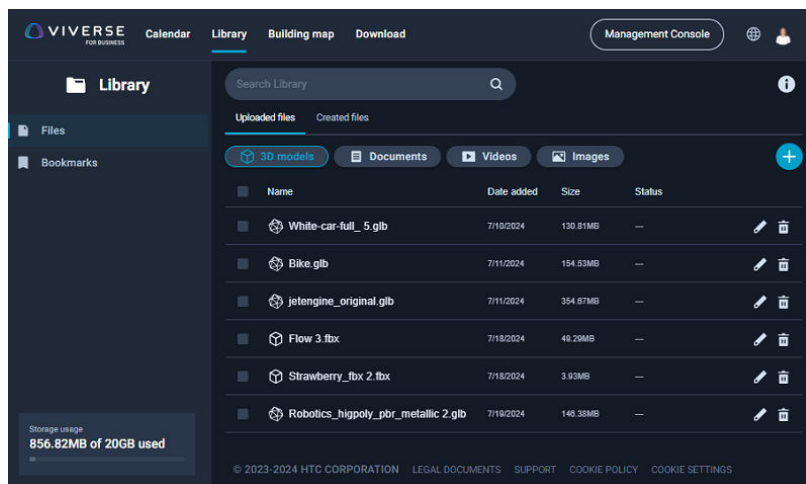 VIVERSE
FOR BUSINESS
Calendar Library Building map Download Management Console
Library
Files
Bookmarks
Search Library
Uploaded files Created files
3D models Documents Videos Images
Name Date added Size Status
White-car-full_ 5.glb 7/10/2024 130.81MB ---
Bike.glb 7/11/2024 154.53MB ---
jetengine_original.glb 7/11/2024 354.67MB ---
Flow 3.fbx 7/18/2024 49.29MB ---
Strawberry_fbx 2.fbx 7/18/2024 3.93MB ---
Robotics_higpoly_pbr_metallic 2.glb 7/19/2024 146.38MB ---
Storage usage
856.82MB of 20GB used
© 2023-2024 HTC CORPORATION LEGAL DOCUMENTS SUPPORT COOKIE POLICY COOKIE SETTINGS